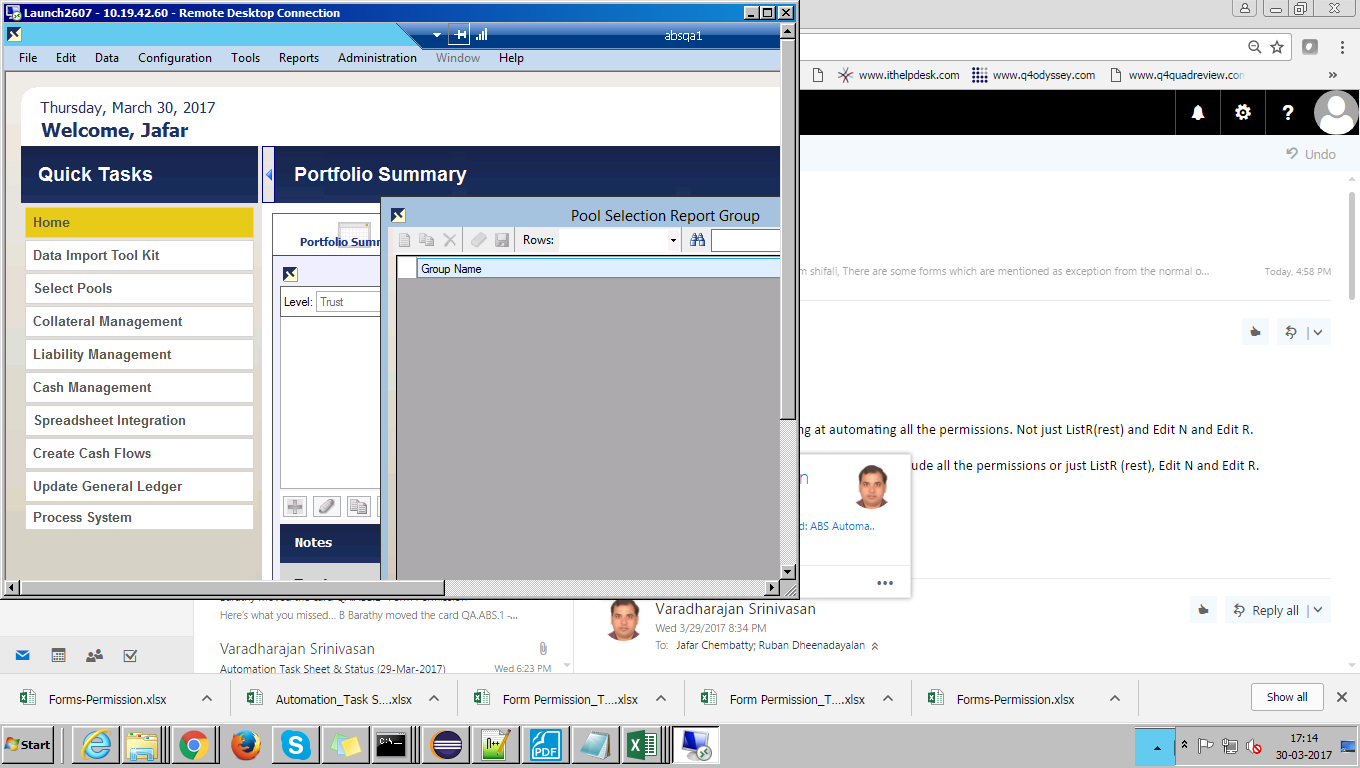 Launch2607 - 10.19.42.60 - Remote Desktop Connection
absqa1
File Edit Data Configuration Tools Reports Administration Window Help
www.ithelpdesk.com www.q4odyssey.com www.q4quadreview.con
Thursday, March 30, 2017
Welcome, Jafar
Undo
Quick Tasks
Portfolio Summary
Home
Data Import Tool Kit
Select Pools
Collateral Management
Liability Management
Cash Management
Spreadsheet Integration
Create Cash Flows
Update General Ledger
Process System
Portfolio Sumr
Level: Trust
Notes
Pool Selection Report Group
Rows:
Group Name
m shifali, There are some forms which are mentioned as exception from the normal o... Today, 4:58 PM
ng at automating all the permissions. Not just ListR(rest) and Edit N and Edit R.
ude all the permissions or just ListR (rest), Edit N and Edit R.
n
d: ABS Automa..
Barathy moved the card QA.ABS.1
Here's what you missed... B Barathy moved the card QA.ABS.1 -...
Varadharajan Srinivasan
Automation Task Sheet & Status (29-Mar-2017) Wed 6:23 PM
Varadharajan Srinivasan
Wed 3/29/2017 8:34 PM
To: Jafar Chembatty; Ruban Dheenadayalan
Reply all
Forms-Permission.xlsx Automation_Task S....xlsx Form Permission_T....xlsx Form Permission_T....xlsx Forms-Permission.xlsx Show all
Start
PDF
17:14
30-03-2017